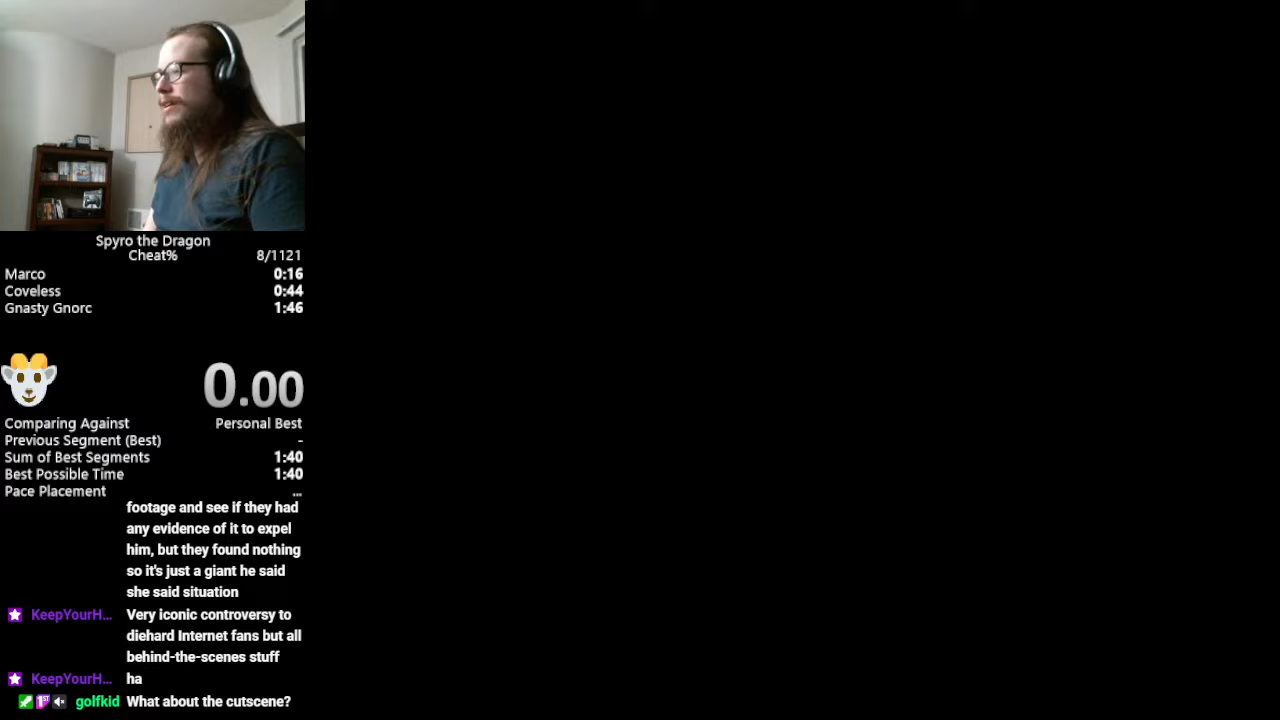 Spyro the Dragon
Cheat% 8/1121
Marco 0:16
Coveless 0:44
Gnasty Gnorc 1:46
0.00
Comparing Against Personal Best
Previous Segment (Best) -
Sum of Best Segments 1:40
Best Possible Time 1:40
Pace Placement ...
footage and see if they had
any evidence of it to expel
him, but they found nothing
so it's just a giant he said
she said situation
KeepYourH... Very iconic controversy to
diehard Internet fans but all
behind-the-scenes stuff
KeepYourH... ha
1ST golfkid What about the cutscene?